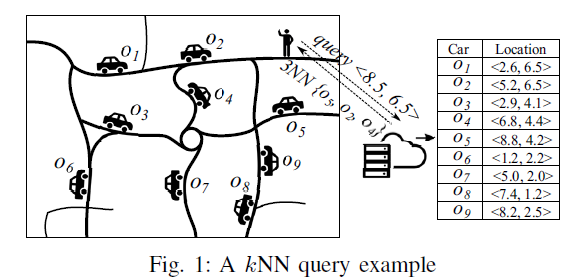 o1
o2
o3
o4
o5
o6
o7
o8
o9
query <8.5, 6.5>
3NN {o5, o2, o4}
Car Location
o1 <2.6, 6.5>
o2 <5.2, 6.5>
o3 <2.9, 4.1>
o4 <6.8, 4.4>
o5 <8.8, 4.2>
o6 <1.2, 2.2>
o7 <5.0, 2.0>
o8 <7.4, 1.2>
o9 <8.2, 2.5>
Fig. 1: A kNN query example